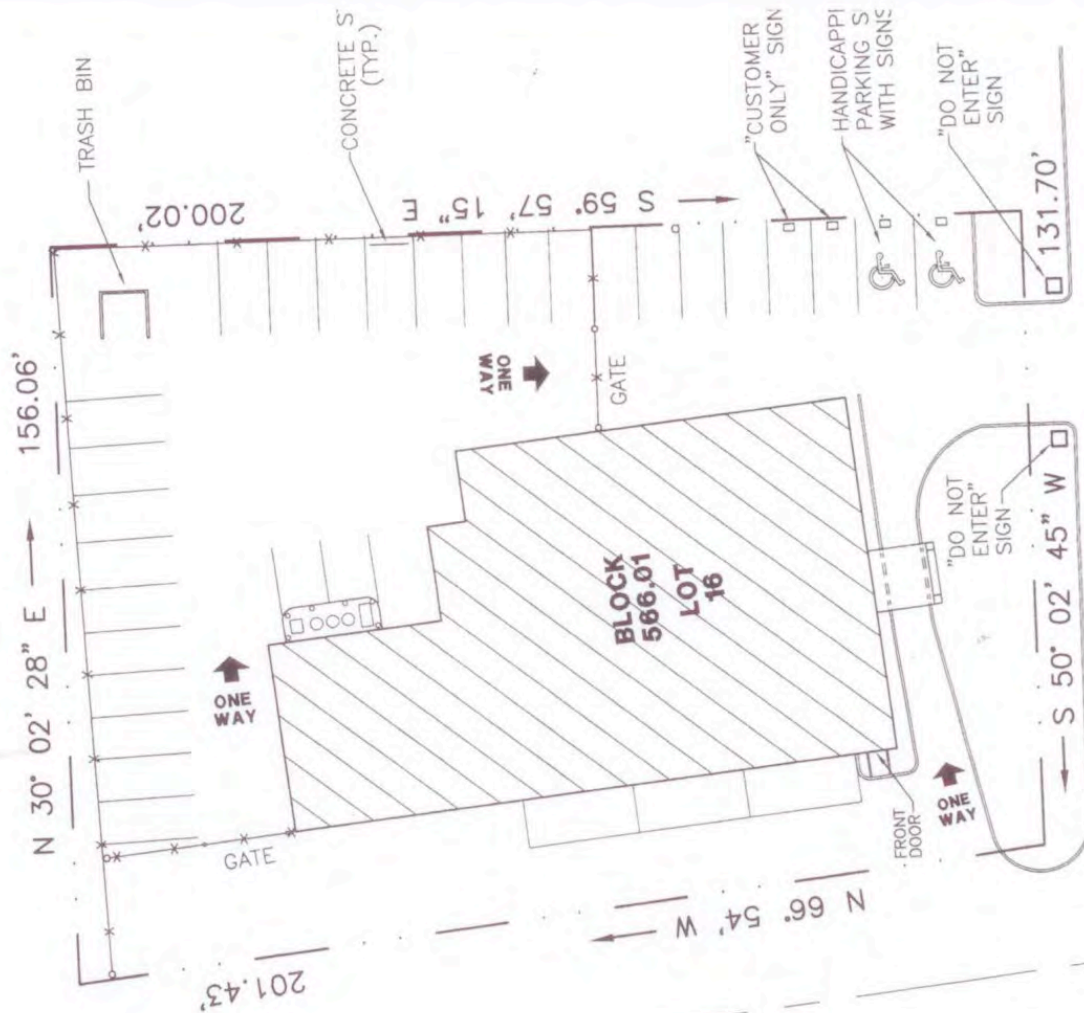 N 30° 02' 28" E
156.06'
TRASH BIN
200.02'
CONCRETE S
(TYP.)
S 59° 57' 15" E
"CUSTOMER
ONLY" SIGN
HANDICAPP
PARKING S
WITH SIGNS
"DO NOT
ENTER"
SIGN
131.70'
ONE
WAY
GATE
ONE
WAY
GATE
BLOCK
566.01
LOT
16
FRONT
DOOR
ONE
WAY
"DO NOT
ENTER"
SIGN
S 50° 02' 45" W
N 66° 54' W
201.43'